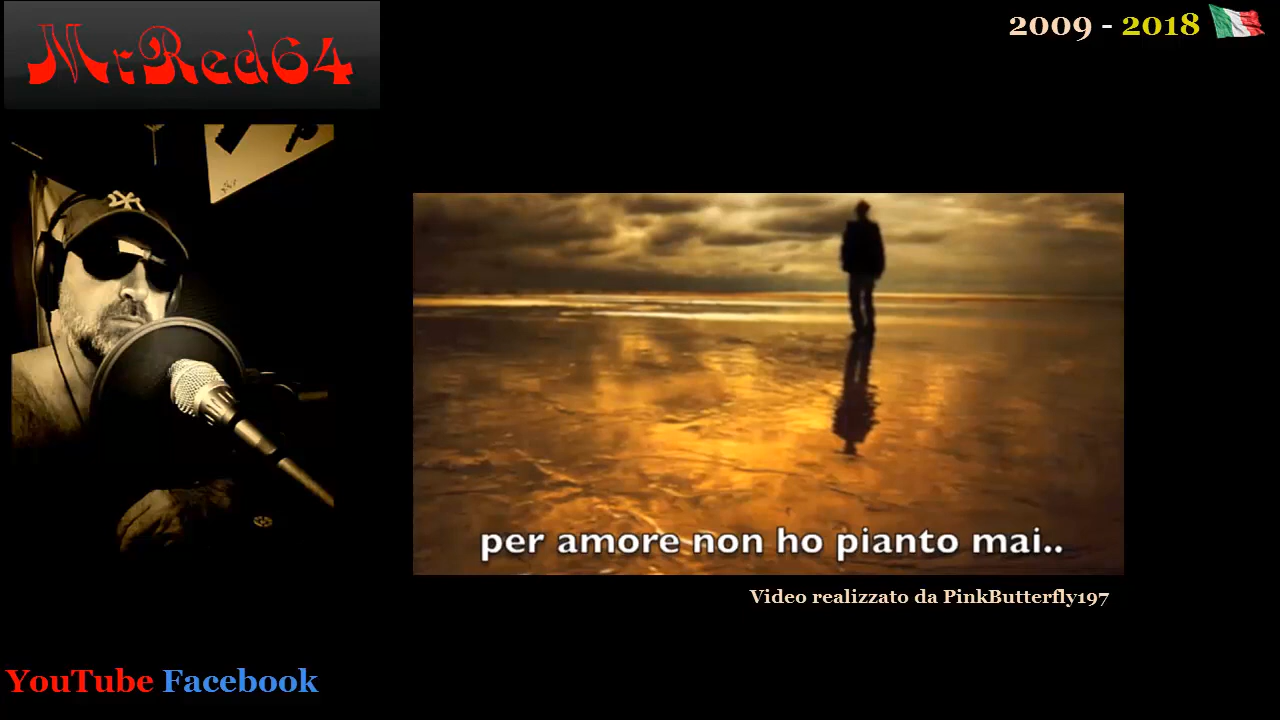 MrRed64
2009 - 2018
per amore non ho pianto mai..
Video realizzato da PinkButterfly197
YouTube Facebook